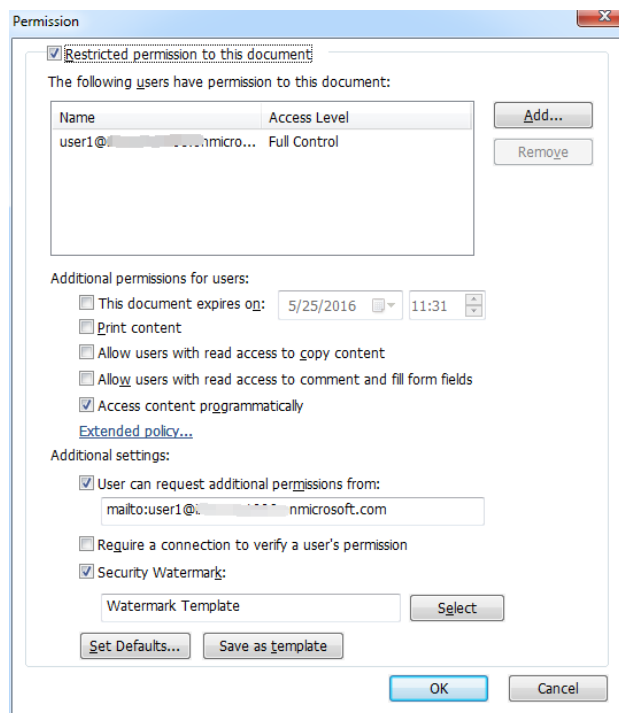 Permission
Restricted permission to this document
The following users have permission to this document:
Name Access Level
Add...
user1@ nmicro... Full Control
Remove
Additional permissions for users:
This document expires on: 5/25/2016 11:31
Print content
Allow users with read access to copy content
Allow users with read access to comment and fill form fields
Access content programmatically
Extended policy...
Additional settings:
User can request additional permissions from:
mailto:user1@ nmicrosoft.com
Require a connection to verify a user's permission
Security Watermark:
Watermark Template Select
Set Defaults... Save as template
OK Cancel